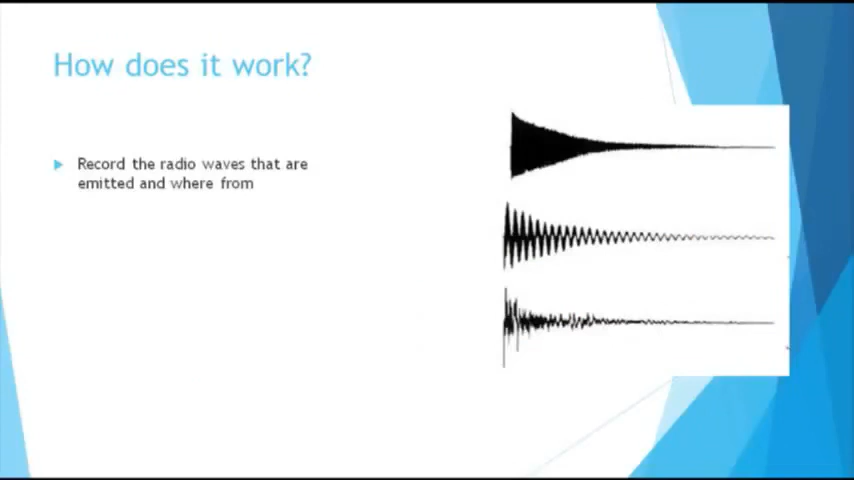 How does it work?
Record the radio waves that are
emitted and where from